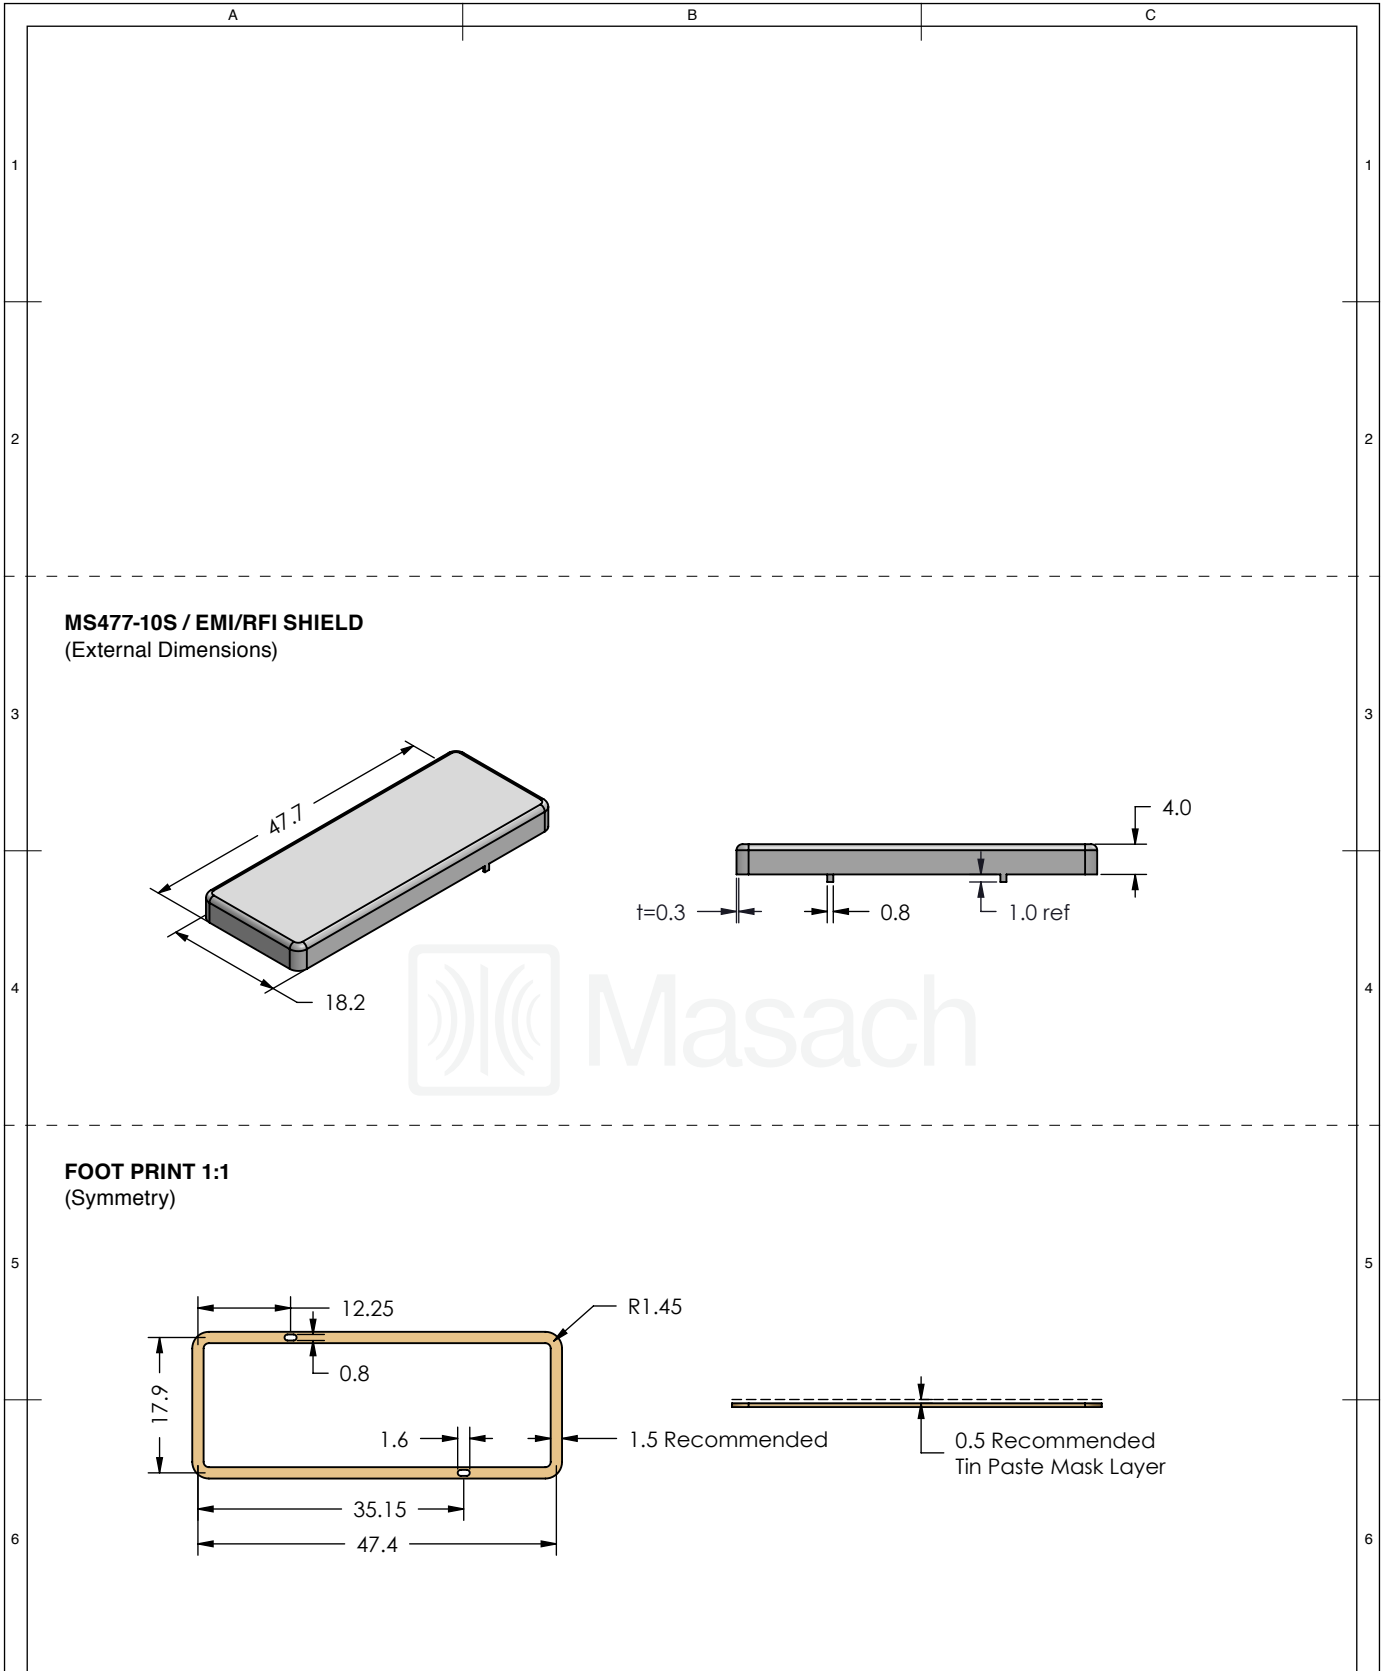 A B C
1 1
2 2
MS477-10S / EMI/RFI SHIELD
(External Dimensions)
3 3
47.7
4.0
t=0.3 0.8 1.0 ref
18.2
4 4
Masach
FOOT PRINT 1:1
(Symmetry)
5 5
12.25 R1.45
0.8
17.9
1.6 1.5 Recommended 0.5 Recommended
Tin Paste Mask Layer
35.15
6 47.4 6